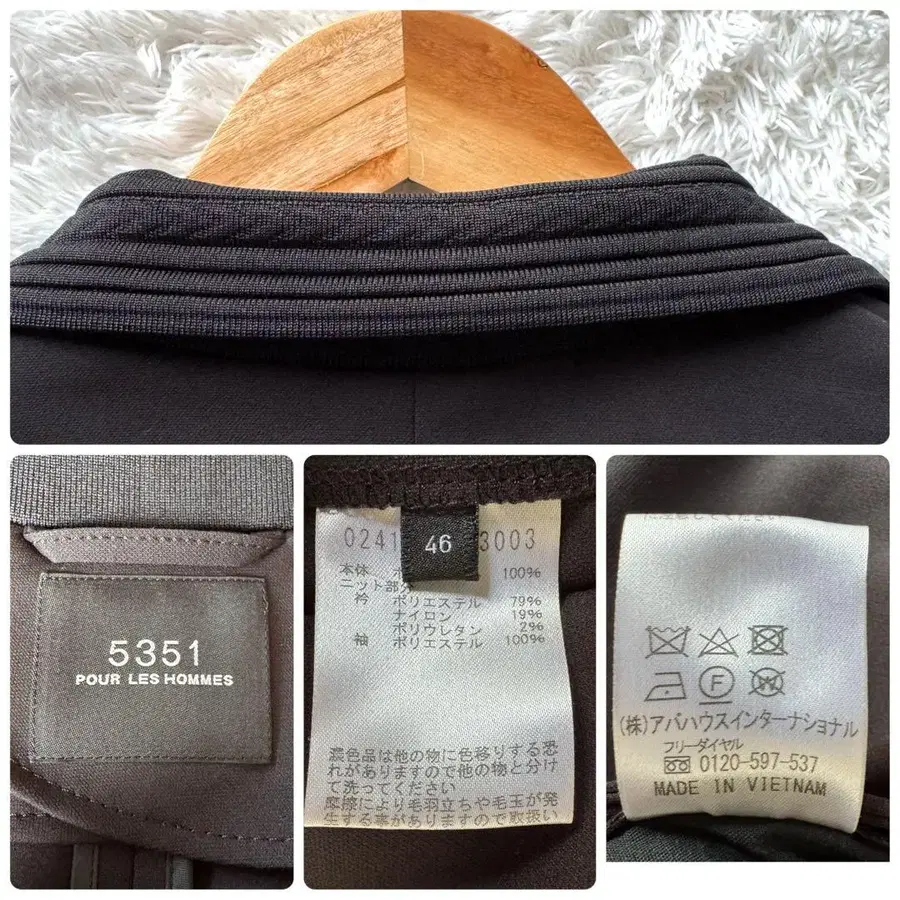 5351
POUR LES HOMMES
0241 46 3003
本体 ポ 100%
ニット部分
衿 ポリエステル 79%
ナイロン 19%
ポリウレタン 2%
袖 ポリエステル 100%
濃色品は他の物に色移りする恐
れがありますので他の物と分け
て洗ってください
摩擦により毛羽立ちや毛玉が発
生する事がありますので取扱い
F
W
(株)アバハウスインターナショナル
フリーダイヤル
0120-597-537
MADE IN VIETNAM